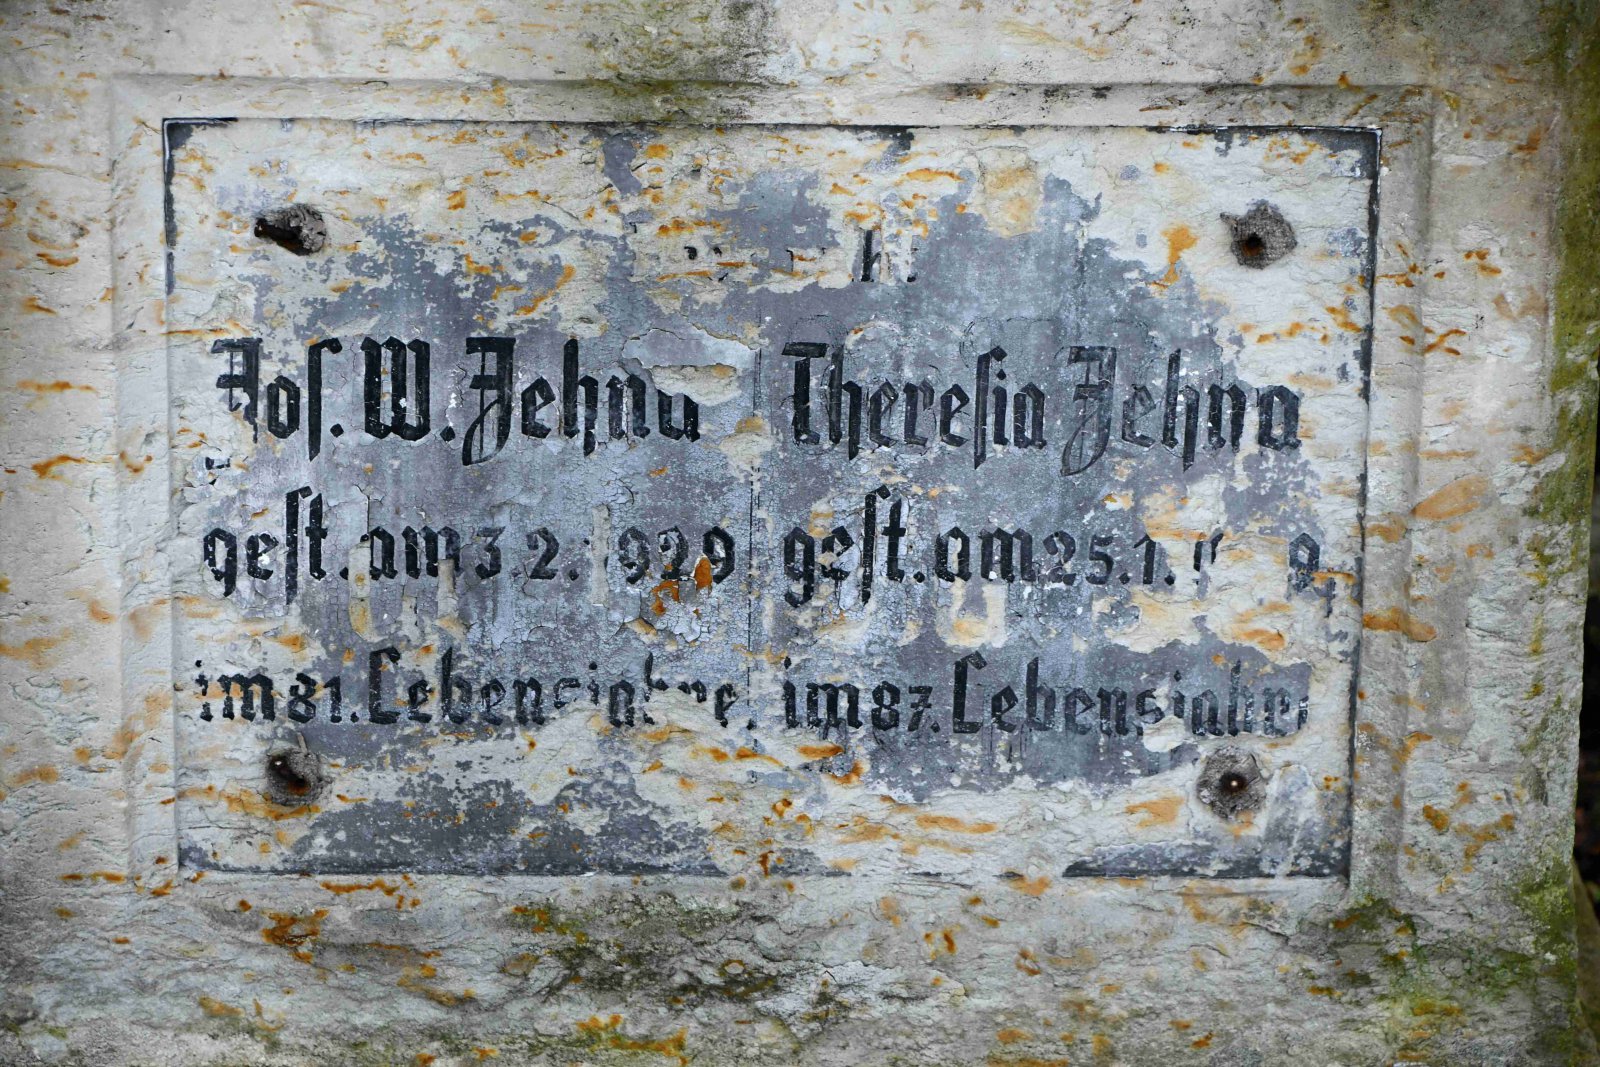 Jos. W. Jehna
gest. am 3.2.1929
im 81. Lebensjahre.
Theresia Jehna
gest. am 25.1.
im 87. Lebensjahre